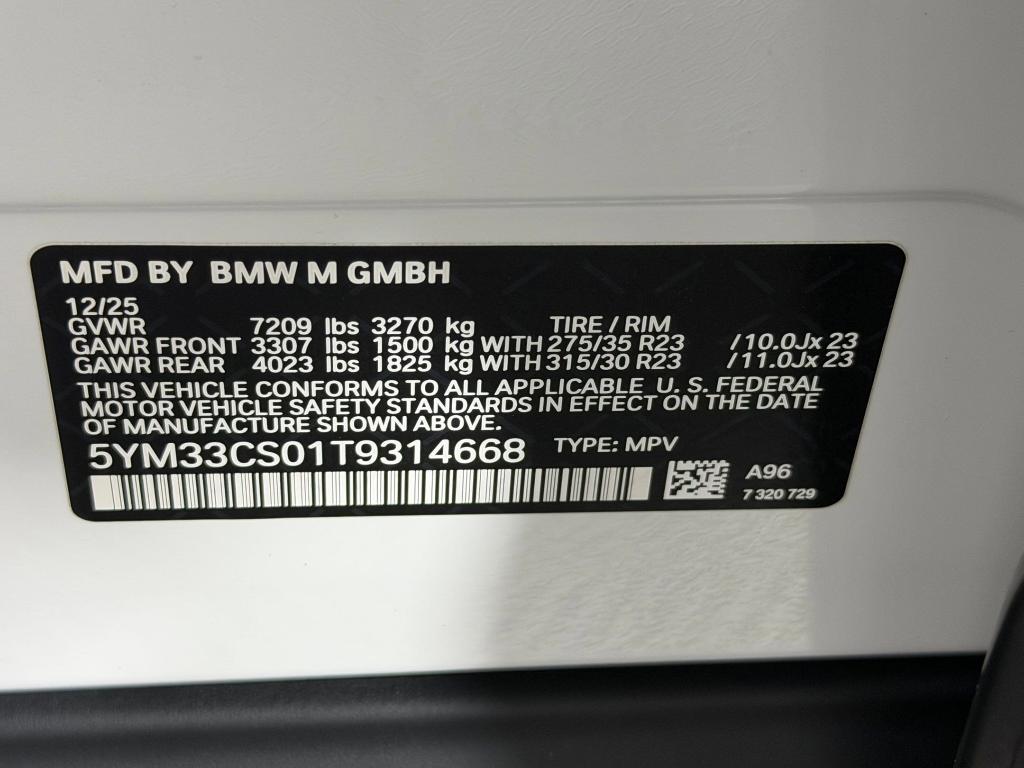 MFD BY BMW M GMBH
12/25
GVWR 7209 lbs 3270 kg TIRE / RIM
GAWR FRONT 3307 lbs 1500 kg WITH 275/35 R23 /10.0Jx 23
GAWR REAR 4023 lbs 1825 kg WITH 315/30 R23 /11.0Jx 23
THIS VEHICLE CONFORMS TO ALL APPLICABLE U. S. FEDERAL
MOTOR VEHICLE SAFETY STANDARDS IN EFFECT ON THE DATE
OF MANUFACTURE SHOWN ABOVE.
5YM33CS01T9314668 TYPE: MPV
A96
7 320 729